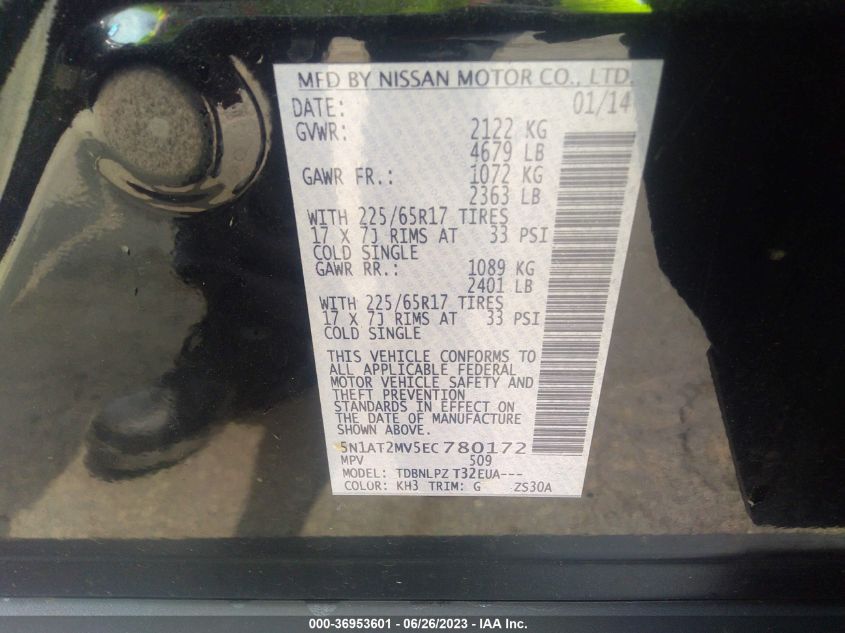 MFD BY NISSAN MOTOR CO., LTD.
DATE: 01/14
GVWR: 2122 KG
4679 LB
GAWR FR.: 1072 KG
2363 LB
WITH 225/65R17 TIRES
17 X 7J RIMS AT 33 PSI
COLD SINGLE
GAWR RR.: 1089 KG
2401 LB
WITH 225/65R17 TIRES
17 X 7J RIMS AT 33 PSI
COLD SINGLE
THIS VEHICLE CONFORMS TO
ALL APPLICABLE FEDERAL
MOTOR VEHICLE SAFETY AND
THEFT PREVENTION
STANDARDS IN EFFECT ON
THE DATE OF MANUFACTURE
SHOWN ABOVE.
5N1AT2MV5EC780172
MPV 509
MODEL: TDBNLPZ T32EUA---
COLOR: KH3 TRIM: G ZS30A
000-36953601 - 06/26/2023 - IAA Inc.